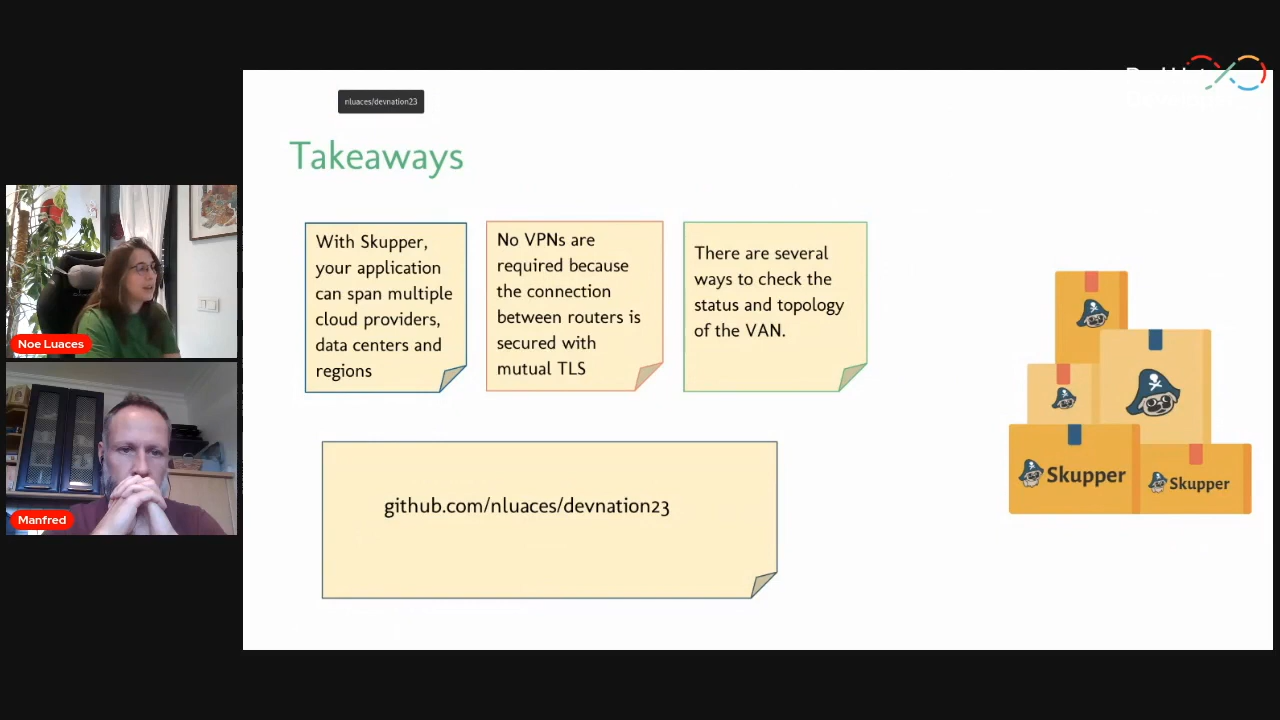 nluaces/devnation23
Takeaways
With Skupper,
your application
can span multiple
cloud providers,
data centers and
regions
No VPNs are
required because
the connection
between routers is
secured with
mutual TLS
There are several
ways to check the
status and topology
of the VAN.
github.com/nluaces/devnation23
Skupper
Skupper
Noe Luaces
Manfred